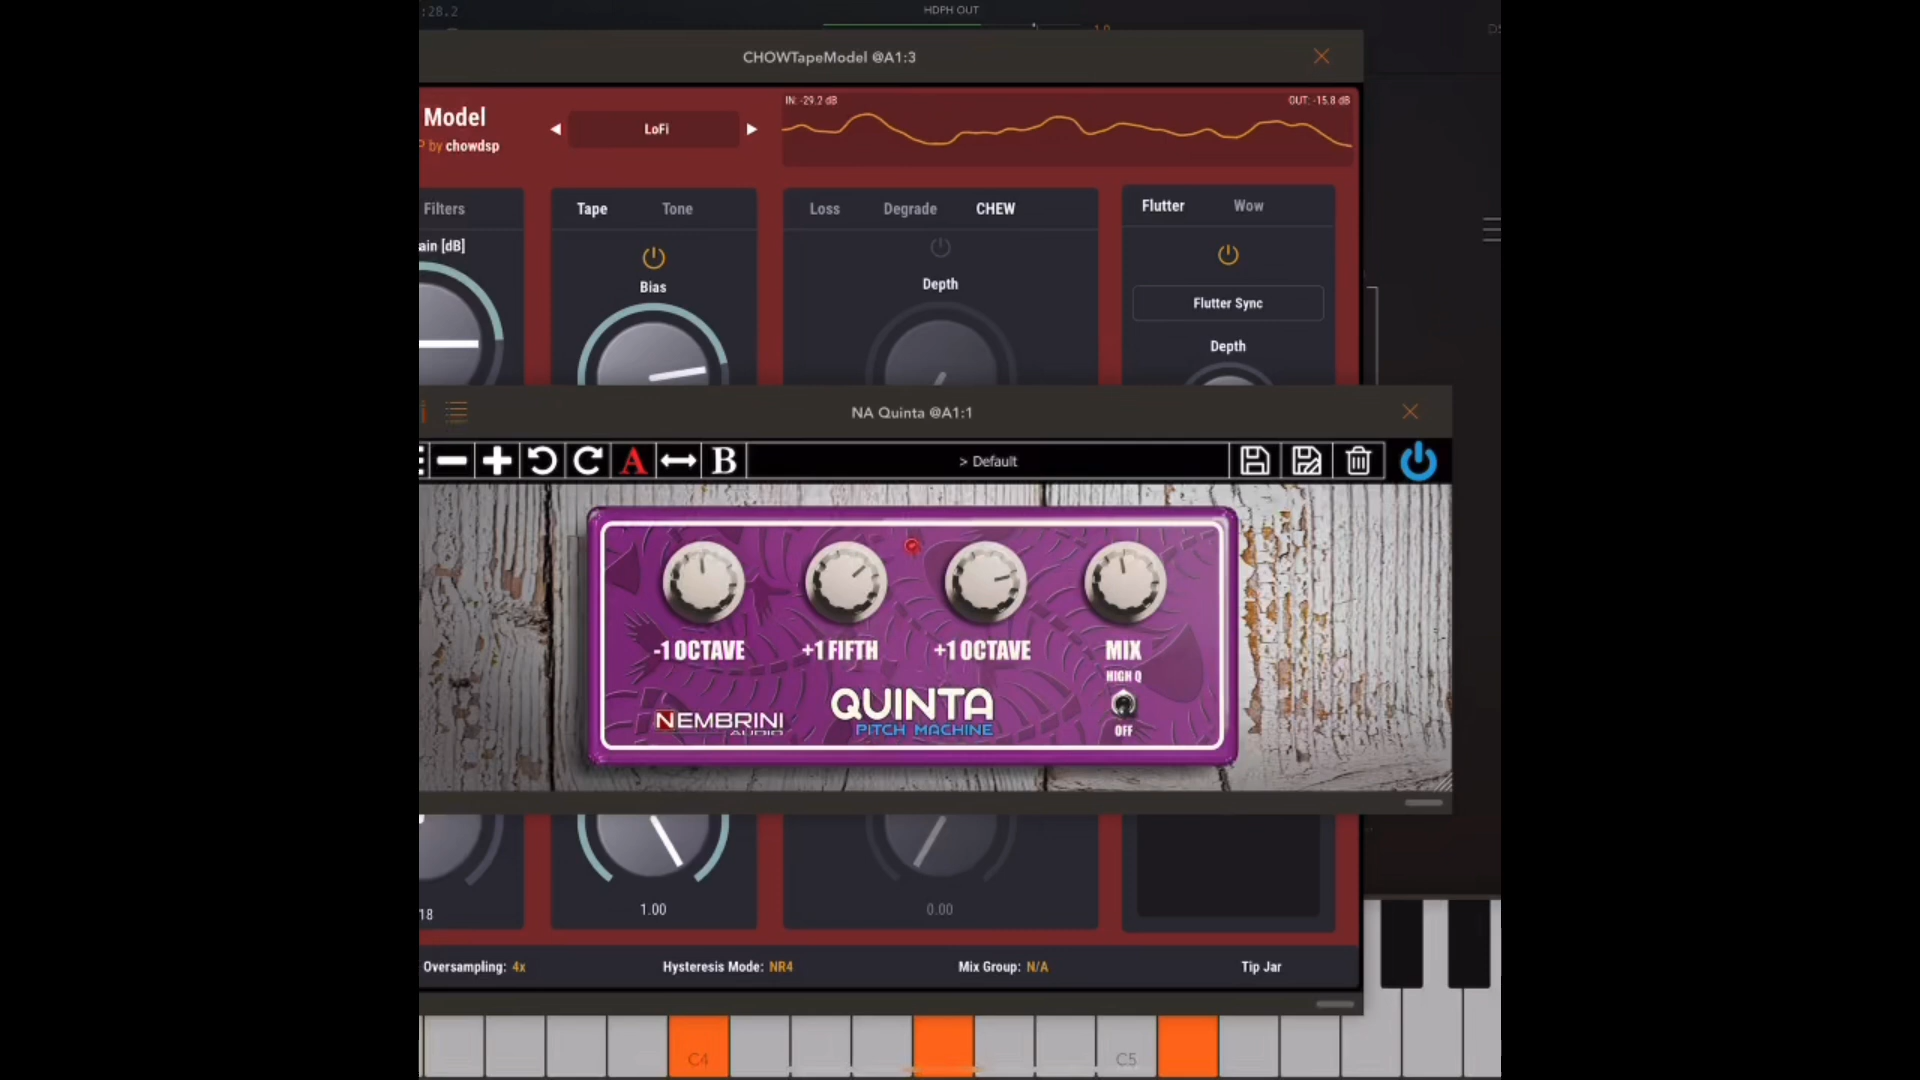 :28.2
HDPH OUT
CHOWTapeModel @A1:3
Model
by chowdsp
LoFi
IN: -29.2 dB
OUT: -15.8 dB
Filters
Tape
Tone
Loss
Degrade
CHEW
Flutter
Wow
ain [dB]
Bias
Depth
Flutter Sync
Depth
NA Quinta @A1:1
A
B
> Default
-1 OCTAVE
+1 FIFTH
+1 OCTAVE
MIX
HIGH Q
OFF
NEMBRINI
AUDIO
QUINTA
PITCH MACHINE
18
1.00
0.00
Oversampling: 4x
Hysteresis Mode: NR4
Mix Group: N/A
Tip Jar
C4
C5